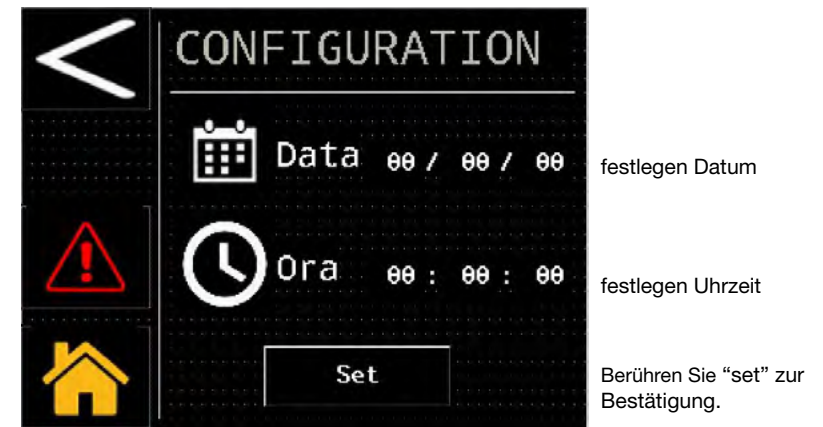 CONFIGURATION
Data 00 / 00 / 00
festlegen Datum
Ora 00 : 00 : 00
festlegen Uhrzeit
Set
Berühren Sie “set” zur
Bestätigung.